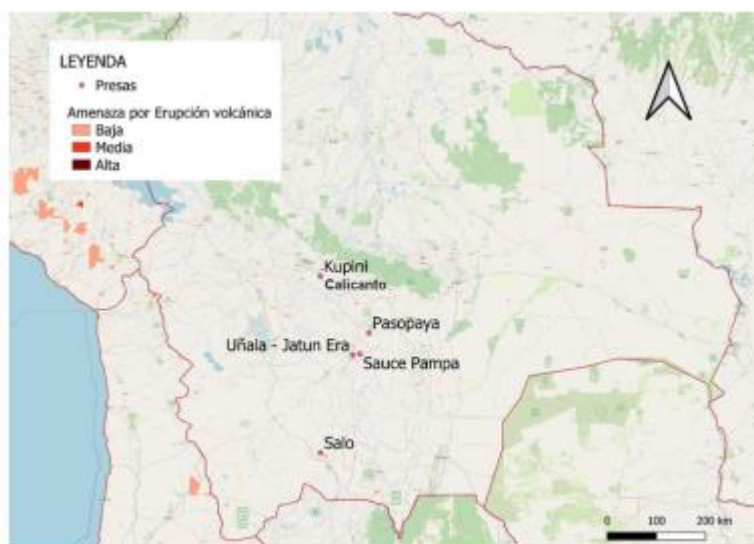 LEYENDA
Presas
Amenaza por Erupción volcánica
Baja
Media
Alta
Kupini
Calicanto
Pasopaya
Uñala - Jatun Era
Sauce Pampa
Salo
0 100 200 km